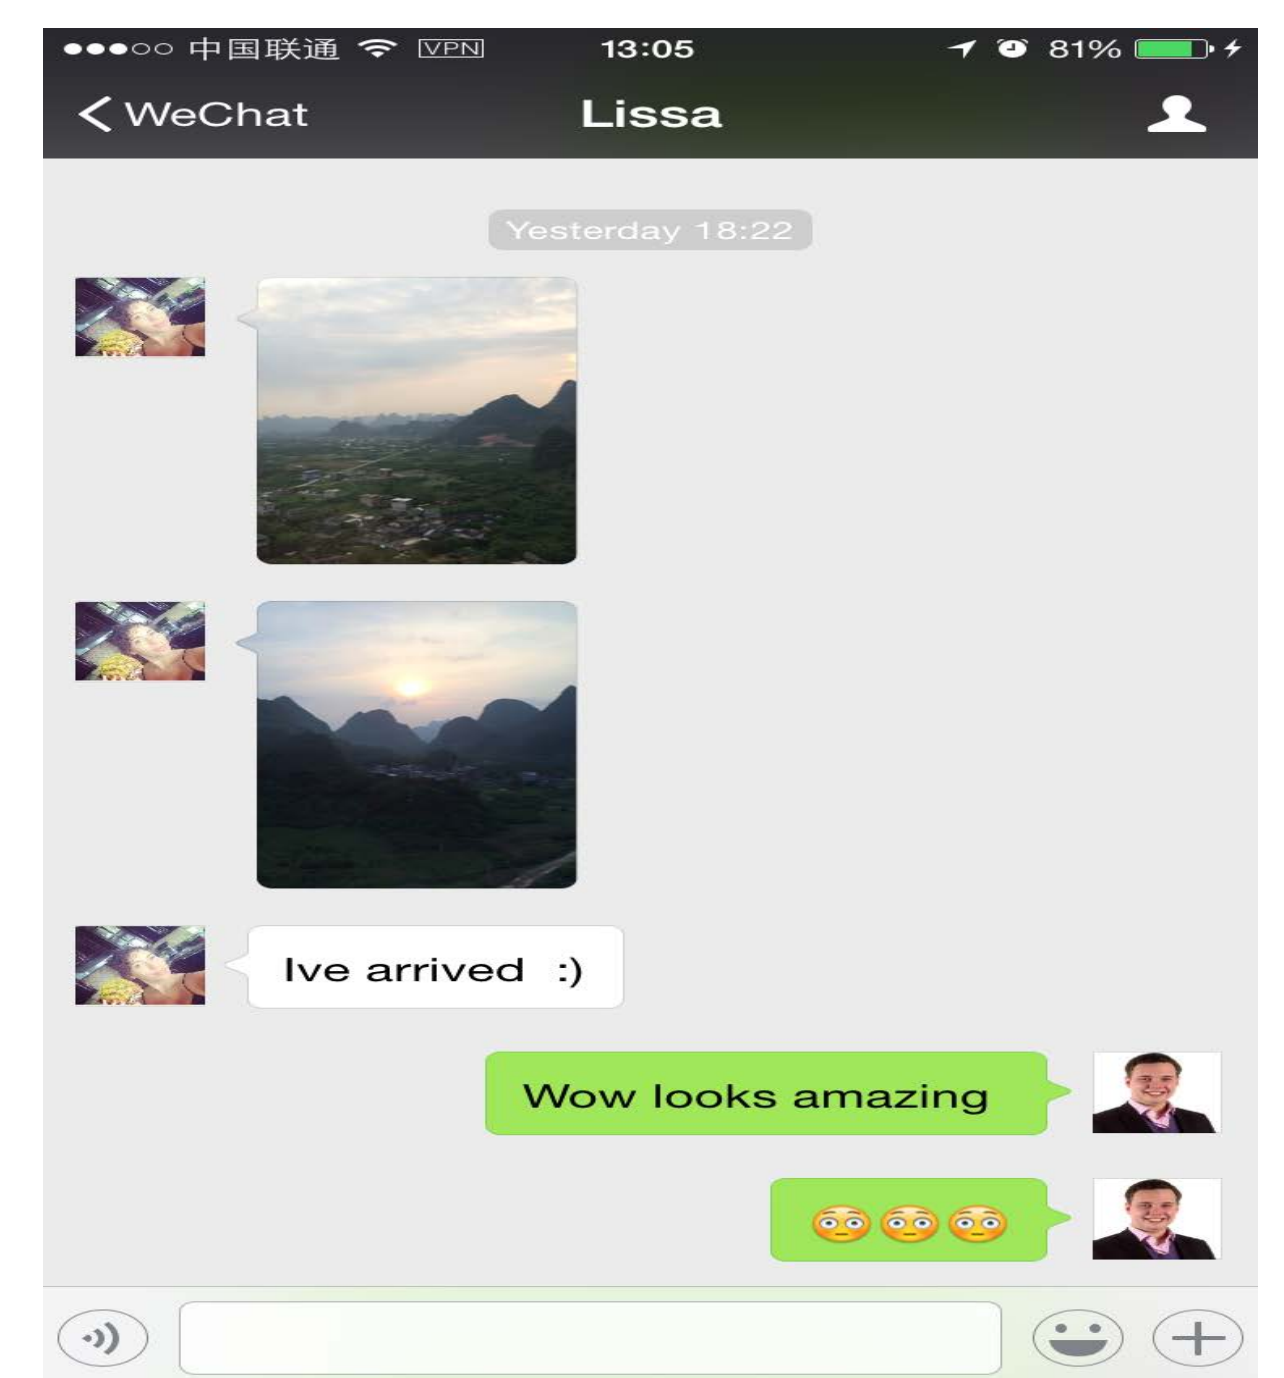 中国联通 VPN 13:05 81%
WeChat Lissa
Yesterday 18:22
Ive arrived :)
Wow looks amazing
😳😳😳